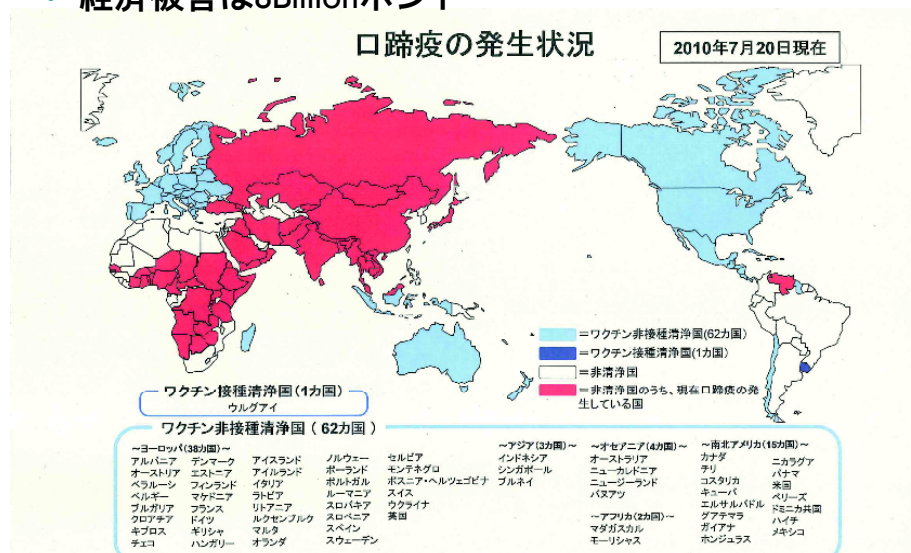 • 経済被害は8Billionポンド
口蹄疫の発生状況
2010年7月20日現在
=ワクチン非接種清浄国(62カ国)
=ワクチン接種清浄国(1カ国)
=非清浄国
=非清浄国のうち、現在口蹄疫の発
生している国
ワクチン接種清浄国(1カ国)
ウルグアイ
ワクチン非接種清浄国(62カ国)
~ヨーロッパ(38カ国)~
アルバニア デンマーク アイスランド ノルウェー セルビア
オーストリア エストニア アイルランド ポーランド モンテネグロ
ベラルーシ フィンランド イタリア ポルトガル ボスニア・ヘルツェゴビナ
ベルギー マケドニア ラトビア ルーマニア スイス
ブルガリア フランス リトアニア スロバキア ウクライナ
クロアチア ドイツ ルクセンブルク スロベニア 英国
キプロス ギリシャ マルタ スペイン
チェコ ハンガリー オランダ スウェーデン
~アジア(3カ国)~
インドネシア
シンガポール
ブルネイ
~オセアニア(4カ国)~
オーストラリア
ニューカレドニア
ニュージーランド
バヌアツ
~アフリカ(2カ国)~
マダガスカル
モーリシャス
~南北アメリカ(15カ国)~
カナダ ニカラグア
チリ パナマ
コスタリカ 米国
キューバ ベリーズ
エルサルバドル ドミニカ共国
グアテマラ ハイチ
ガイアナ メキシコ
ホンジュラス